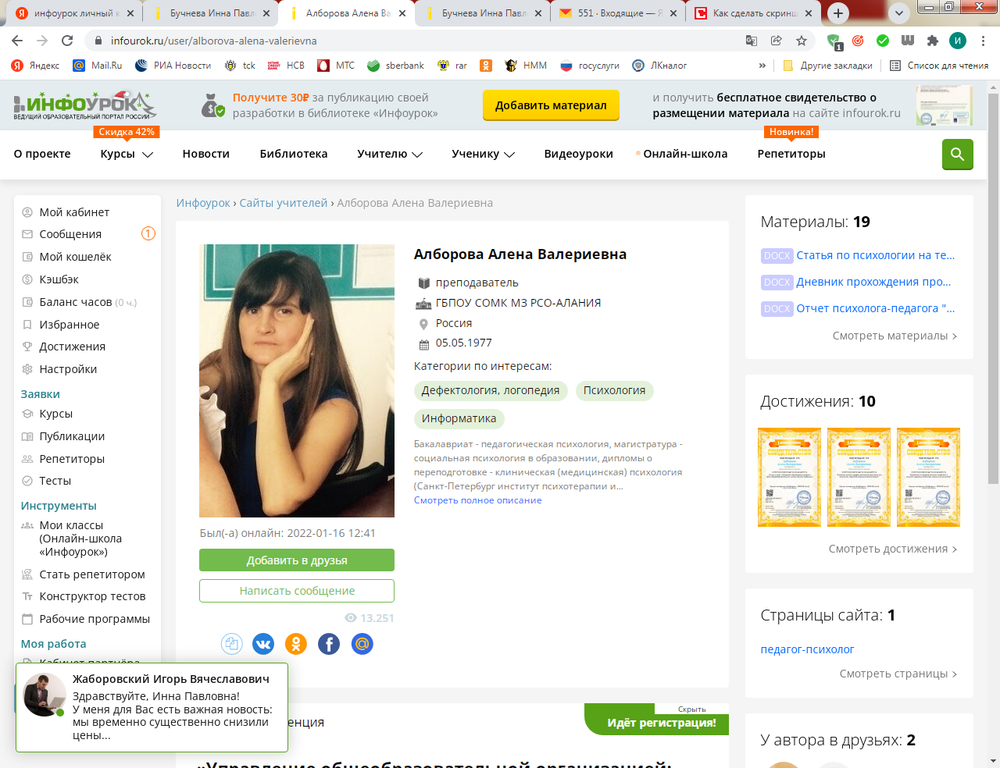 инфоурок личный к
Бучнева Инна Павл
Алборова Алена Ва
Бучнева Инна Павл
551 · Входящие — Я
Как сделать скринш
infourok.ru/user/alborova-alena-valerievna
1
И
Яндекс
Mail.Ru
РИА Новости
tck
НСВ
МТС
sberbank
rar
НММ
госуслуги
ЛКналог
»
Другие закладки
Список для чтения
ИНФОУРОК
ВЕДУЩИЙ ОБРАЗОВАТЕЛЬНЫЙ ПОРТАЛ РОССИИ
Получите 30₽ за публикацию своей
разработки в библиотеке «Инфоурок»
Добавить материал
и получить бесплатное свидетельство о
размещении материала на сайте infourok.ru
Скидка 42%
Новинка!
О проекте
Курсы
Новости
Библиотека
Учителю
Ученику
Видеоуроки
Онлайн-школа
Репетиторы
Мой кабинет
Сообщения
1
Мой кошелёк
Кэшбэк
Баланс часов (0 ч.)
Избранное
Достижения
Настройки
Заявки
Курсы
Публикации
Репетиторы
Тесты
Инструменты
Мои классы
(Онлайн-школа
«Инфоурок»)
Стать репетитором
Конструктор тестов
Рабочие программы
Моя работа
Кабинет партнёра
Жаборовский Игорь Вячеславович
Здравствуйте, Инна Павловна!
У меня для Вас есть важная новость:
мы временно существенно снизили
цены...
Инфоурок › Сайты учителей › Алборова Алена Валериевна
Алборова Алена Валериевна
преподаватель
ГБПОУ СОМК МЗ РСО-АЛАНИЯ
Россия
05.05.1977
Категории по интересам:
Дефектология, логопедия
Психология
Информатика
Бакалавриат - педагогическая психология, магистратура -
социальная психология в образовании, дипломы о
переподготовке - клиническая (медицинская) психология
(Санкт-Петербург институт психотерапии и...
Смотреть полное описание
Был(-а) онлайн: 2022-01-16 12:41
Добавить в друзья
Написать сообщение
13.251
енция
Скрыть
Идёт регистрация!
«Управление общеобразовательной организацией:
Материалы: 19
DOCX Статья по психологии на те...
DOCX Дневник прохождения про...
DOCX Отчет психолога-педагога "...
Смотреть материалы
Достижения: 10
СВИДЕТЕЛЬСТВО
СВИДЕТЕЛЬСТВО
СВИДЕТЕЛЬСТВО
Смотреть достижения
Страницы сайта: 1
педагог-психолог
Смотреть страницы
У автора в друзьях: 2